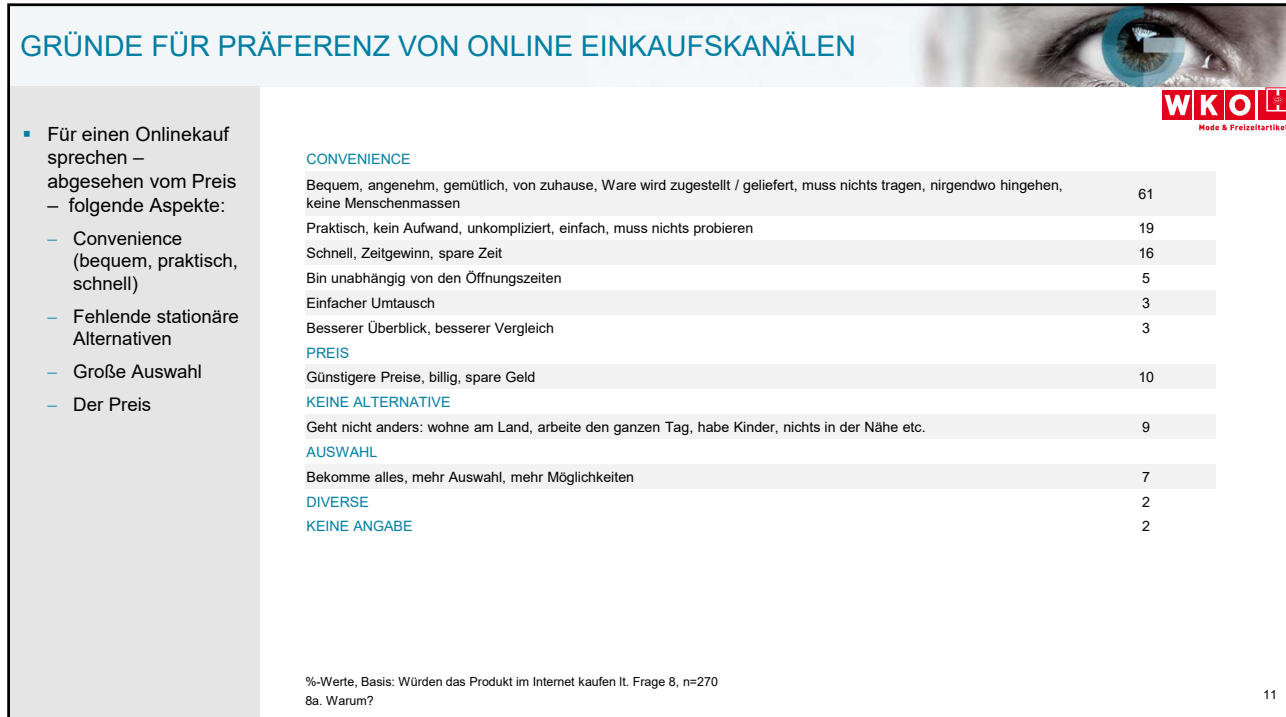 GRÜNDE FÜR PRÄFERENZ VON ONLINE EINKAUFSKANÄLEN
WKO
Mode & Freizeitartikel
▪ Für einen Onlinekauf
sprechen –
abgesehen vom Preis
– folgende Aspekte:
– Convenience
(bequem, praktisch,
schnell)
– Fehlende stationäre
Alternativen
– Große Auswahl
– Der Preis
CONVENIENCE
Bequem, angenehm, gemütlich, von zuhause, Ware wird zugestellt / geliefert, muss nichts tragen, nirgendwo hingehen,
keine Menschenmassen 61
Praktisch, kein Aufwand, unkompliziert, einfach, muss nichts probieren 19
Schnell, Zeitgewinn, spare Zeit 16
Bin unabhängig von den Öffnungszeiten 5
Einfacher Umtausch 3
Besserer Überblick, besserer Vergleich 3
PREIS
Günstigere Preise, billig, spare Geld 10
KEINE ALTERNATIVE
Geht nicht anders: wohne am Land, arbeite den ganzen Tag, habe Kinder, nichts in der Nähe etc. 9
AUSWAHL
Bekomme alles, mehr Auswahl, mehr Möglichkeiten 7
DIVERSE 2
KEINE ANGABE 2
%-Werte, Basis: Würden das Produkt im Internet kaufen lt. Frage 8, n=270
8a. Warum?
11